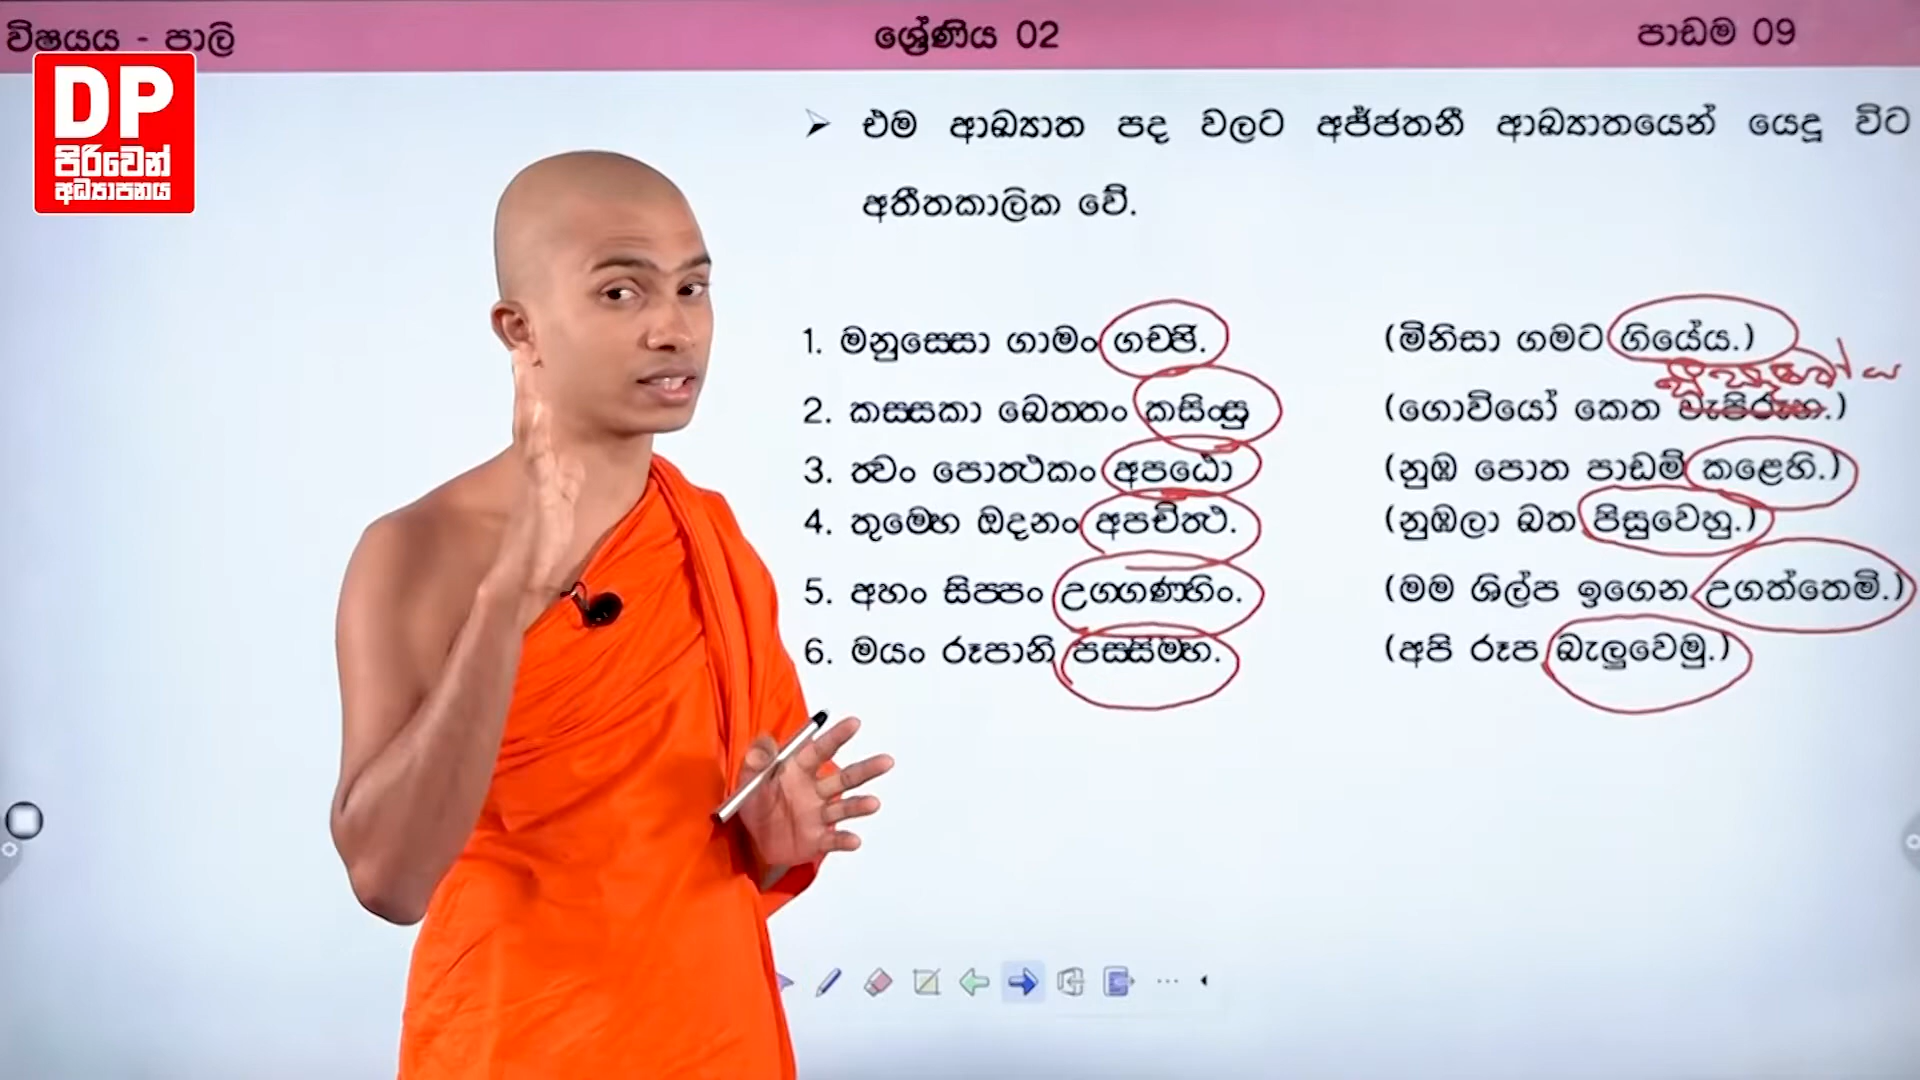 විෂයය - පාලි
ශ්‍රේණිය 02
පාඩම 09
DP
පිරිවෙන්
අධ්‍යාපනය
➢ එම ආඛ්‍යාත පද වලට අජ්ජතනී ආඛ්‍යාතයෙන් යෙදූ විට
අතීතකාලික වේ.
1. මනුස්සො ගාමං ගච්ඡි. (මිනිසා ගමට ගියේය.)
2. කස්සකා ඛෙත්තං කසිංසු (ගොවියෝ කෙත
3. ත්වං පොත්ථකං අපඨො (නුඹ පොත පාඩම් කළෙහි.)
4. තුම්හෙ ඔදනං අපචිත්ථ. (නුඹලා බත පිසුවෙහු.)
5. අහං සිප්පං උග්ගණ්හිං. (මම ශිල්ප ඉගෙන උගත්තෙමි.)
6. මයං රූපානි පස්සිම්හ. (අපි රූප බැලුවෙමු.)